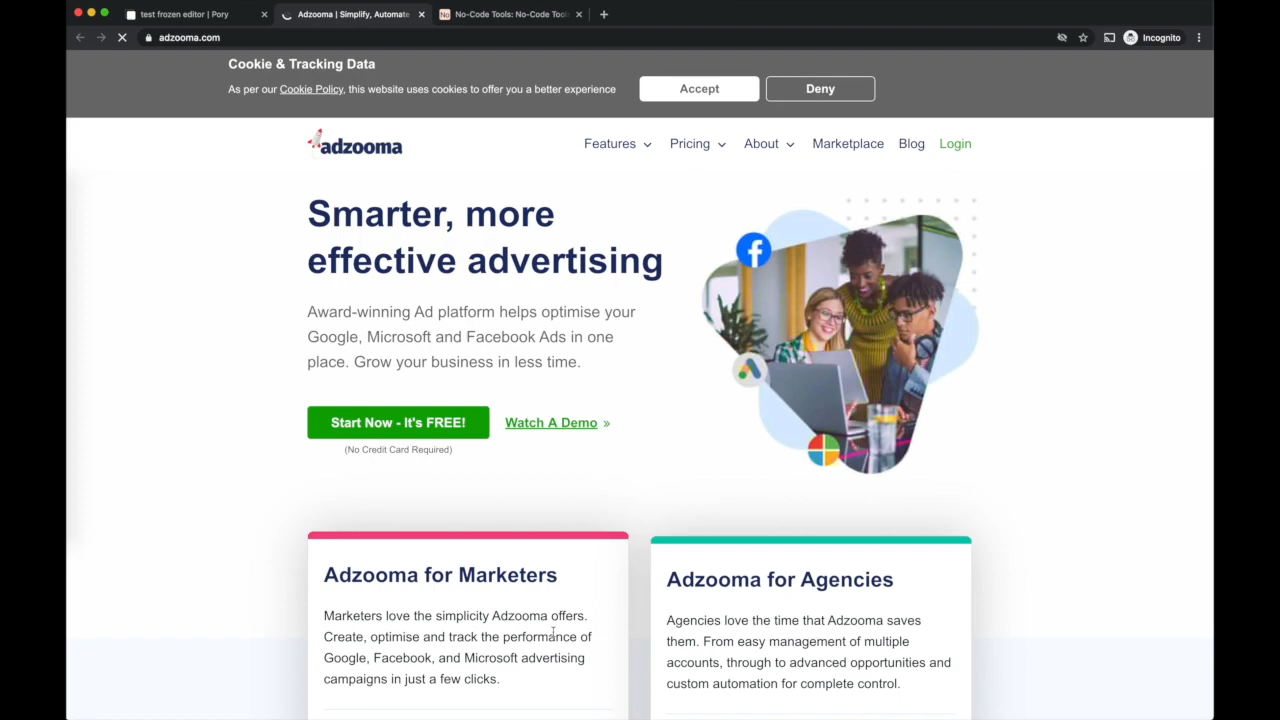 test frozen editor | Pory
Adzooma | Simplify, Automate
No
No-Code Tools: No-Code Tool
adzooma.com
Incognito
Cookie & Tracking Data
As per our Cookie Policy, this website uses cookies to offer you a better experience
Accept
Deny
adzooma
Features
Pricing
About
Marketplace
Blog
Login
Smarter, more
effective advertising
Award-winning Ad platform helps optimise your
Google, Microsoft and Facebook Ads in one
place. Grow your business in less time.
Start Now - It's FREE!
Watch A Demo »
(No Credit Card Required)
Adzooma for Marketers
Marketers love the simplicity Adzooma offers.
Create, optimise and track the performance of
Google, Facebook, and Microsoft advertising
campaigns in just a few clicks.
Adzooma for Agencies
Agencies love the time that Adzooma saves
them. From easy management of multiple
accounts, through to advanced opportunities and
custom automation for complete control.